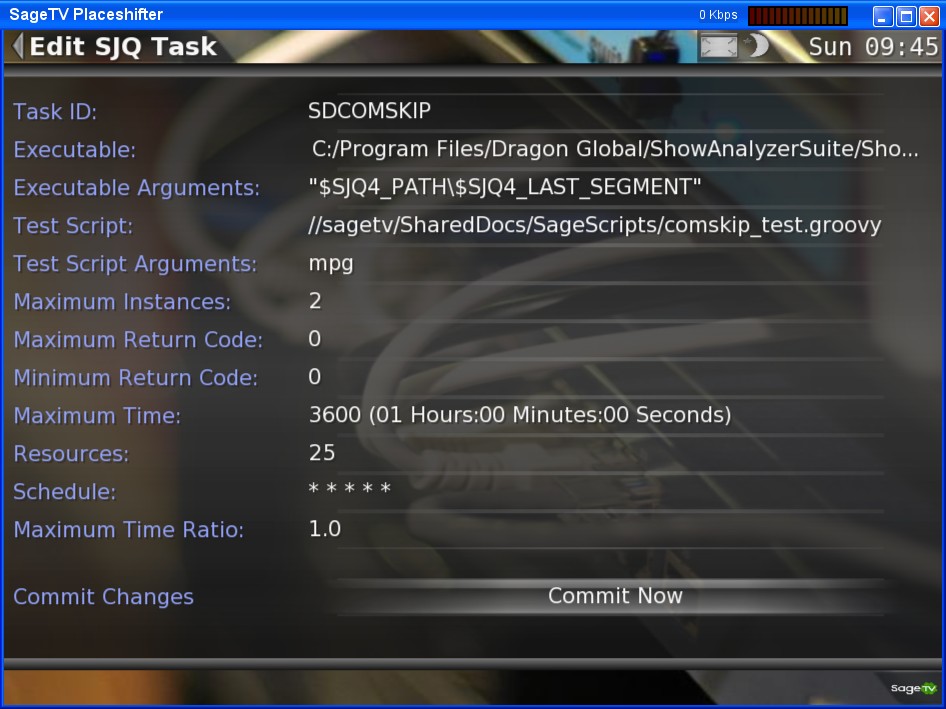 SageTV Placeshifter 0 Kbps
Edit SJQ Task Sun 09:45
Task ID: SDCOMSKIP
Executable: C:/Program Files/Dragon Global/ShowAnalyzerSuite/Sho...
Executable Arguments: "$SJQ4_PATH\$SJQ4_LAST_SEGMENT"
Test Script: //sagetv/SharedDocs/SageScripts/comskip_test.groovy
Test Script Arguments: mpg
Maximum Instances: 2
Maximum Return Code: 0
Minimum Return Code: 0
Maximum Time: 3600 (01 Hours:00 Minutes:00 Seconds)
Resources: 25
Schedule: * * * * *
Maximum Time Ratio: 1.0
Commit Changes Commit Now
SageTV